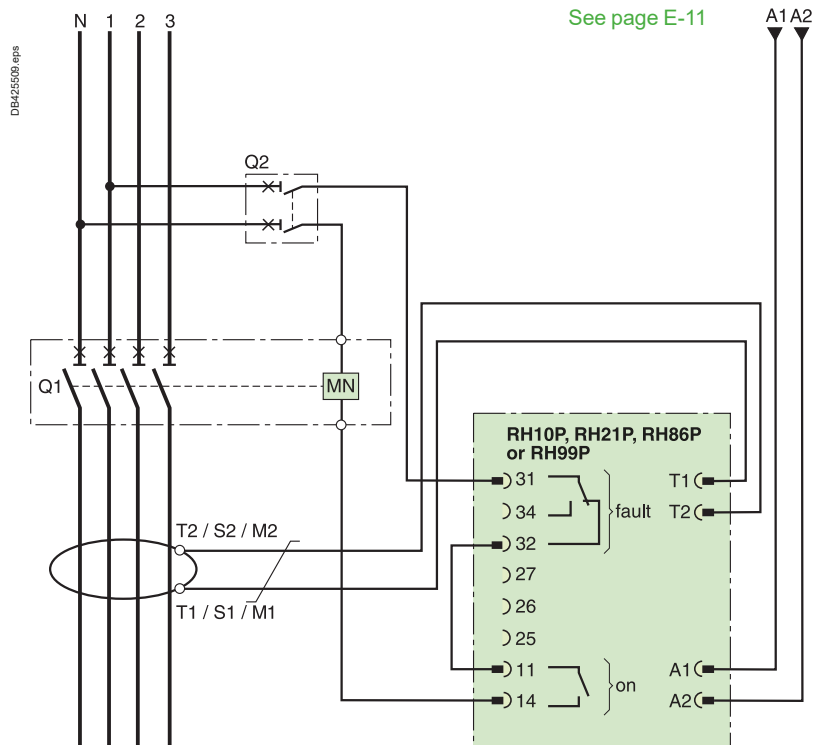 See page E-11
A1 A2
N 1 2 3
DB425509.eps
Q2
Q1
MN
RH10P, RH21P, RH86P
or RH99P
31
T1
34
fault
T2
32
T2 / S2 / M2
27
T1 / S1 / M1
26
25
11
A1
on
14
A2